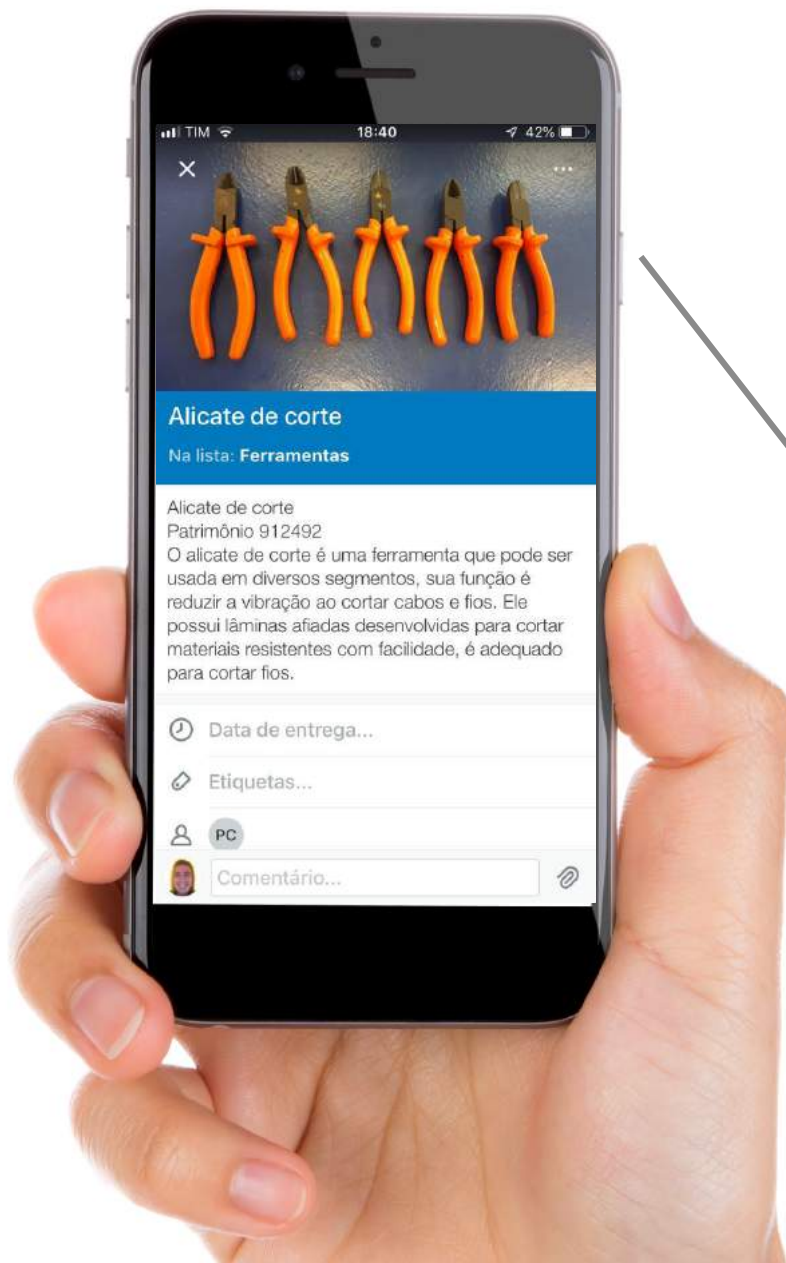 TIM 18:40 42%
Alicate de corte
Na lista: Ferramentas
Alicate de corte
Patrimônio 912492
O alicate de corte é uma ferramenta que pode ser
usada em diversos segmentos, sua função é
reduzir a vibração ao cortar cabos e fios. Ele
possui lâminas afiadas desenvolvidas para cortar
materiais resistentes com facilidade, é adequado
para cortar fios.
Data de entrega...
Etiquetas...
PC
Comentário...